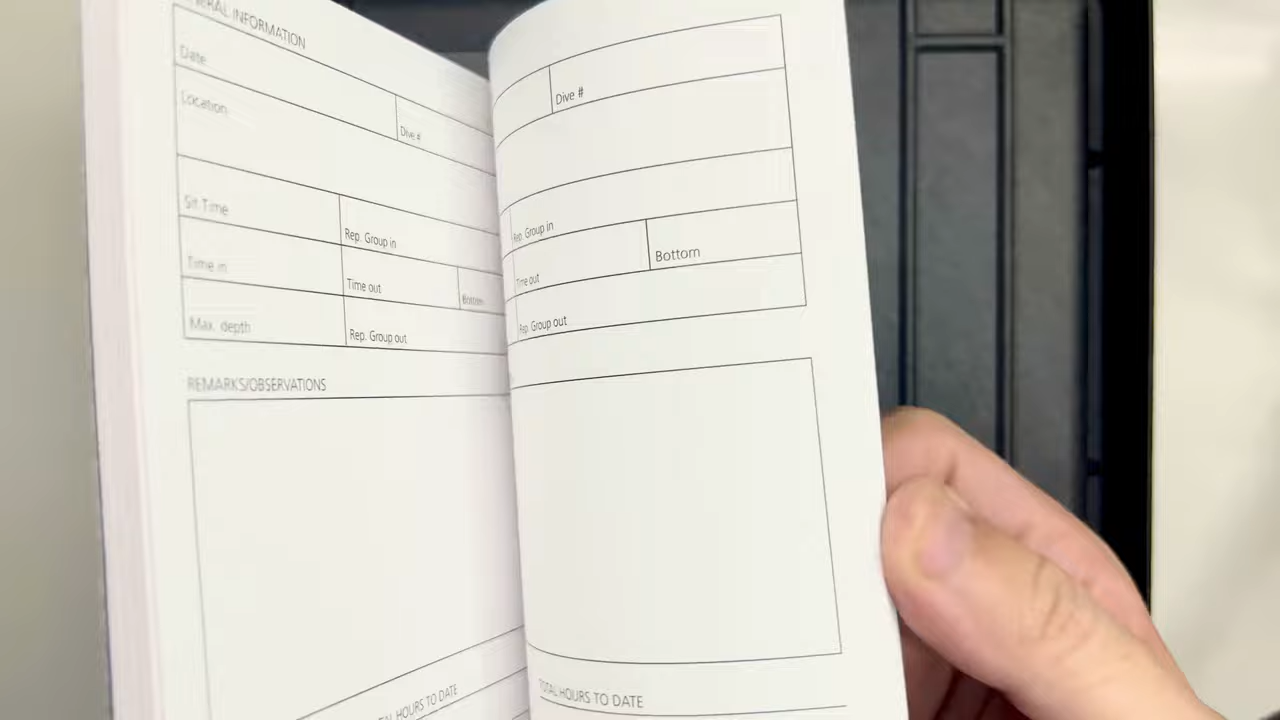 GENERAL INFORMATION
Date
Dive #
Location
Sit Time
Rep. Group in
Time in
Time out
Bottom
Max. depth
Rep. Group out
REMARKS/OBSERVATIONS
TOTAL HOURS TO DATE
Dive #
Rep. Group in
Time out
Bottom
Rep. Group out
TOTAL HOURS TO DATE